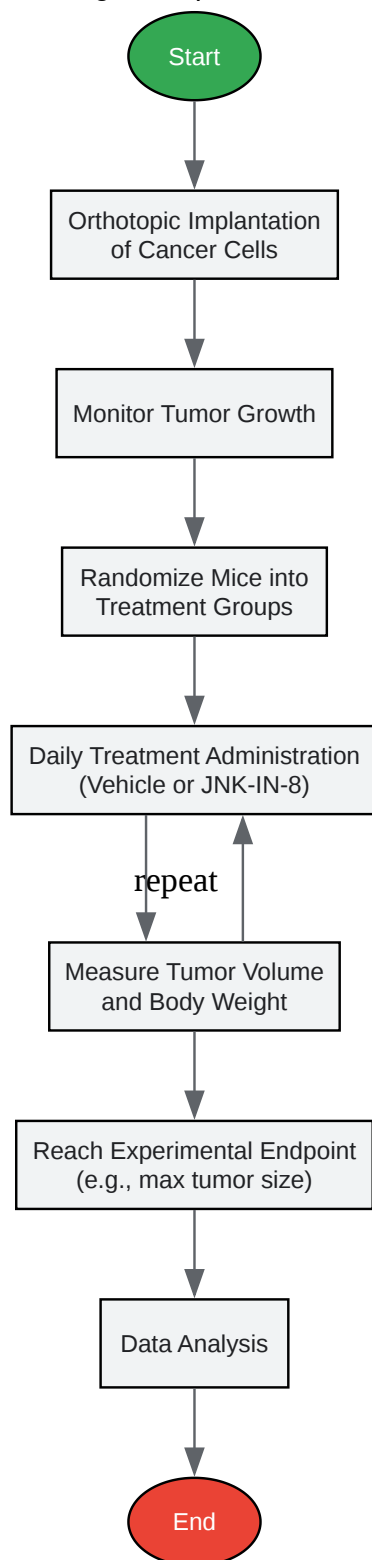 Start
Orthotopic Implantation
of Cancer Cells
Monitor Tumor Growth
Randomize Mice into
Treatment Groups
Daily Treatment Administration
(Vehicle or JNK-IN-8)
repeat
Measure Tumor Volume
and Body Weight
Reach Experimental Endpoint
(e.g., max tumor size)
Data Analysis
End